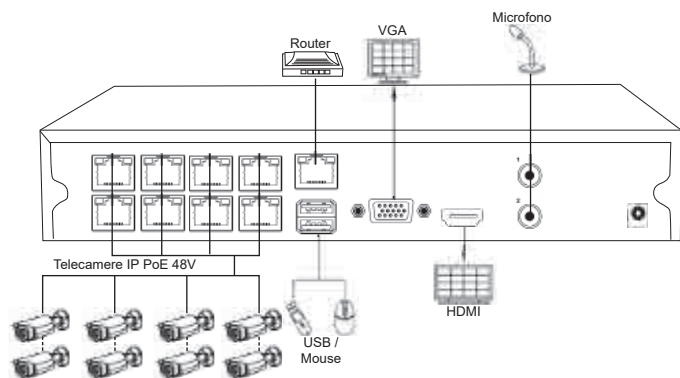 Microfono
VGA
Router
1
2
Telecamere IP PoE 48V
HDMI
USB /
Mouse